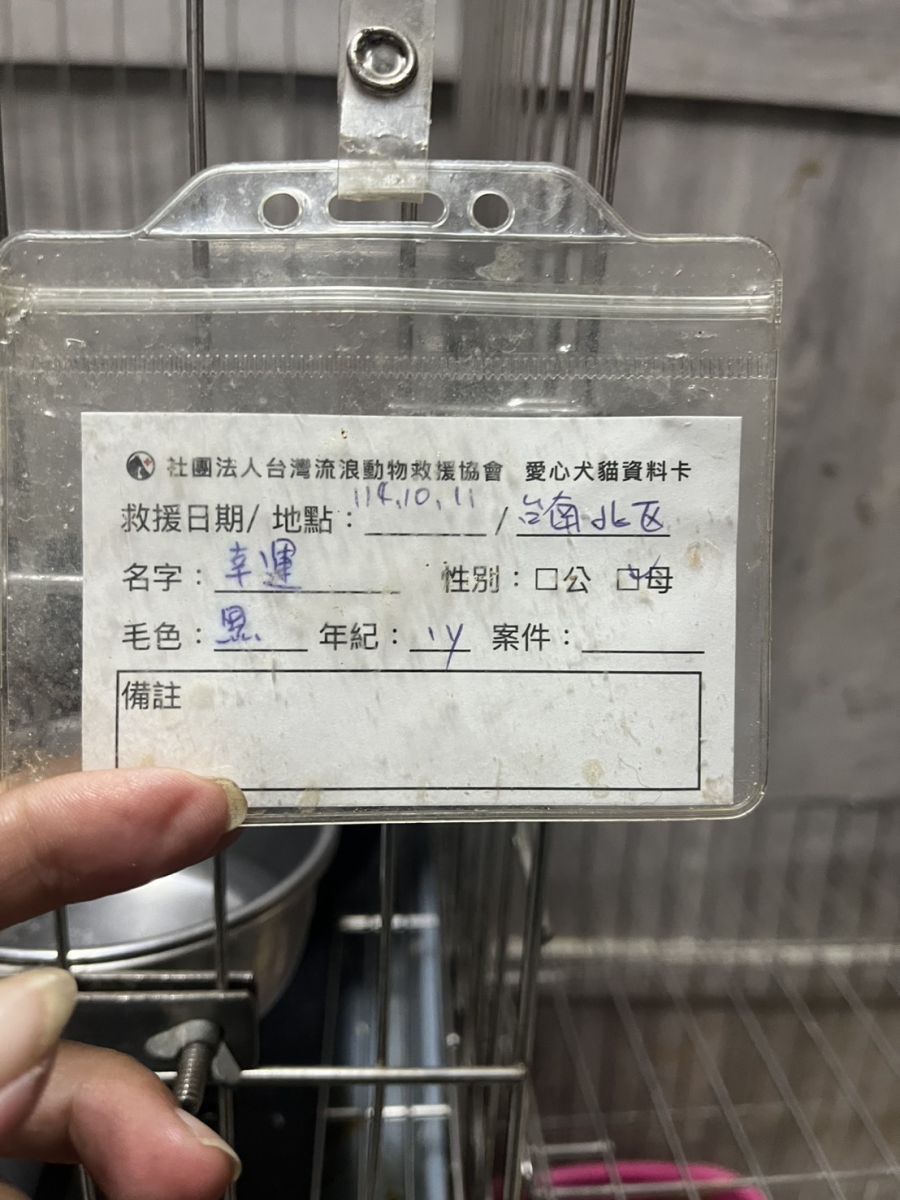 社團法人台灣流浪動物救援協會 愛心犬貓資料卡
救援日期/ 地點：114.10.11 / 台南北区
名字：幸運 性別：□公 ☑母
毛色：黑 年紀：1y 案件：
備註